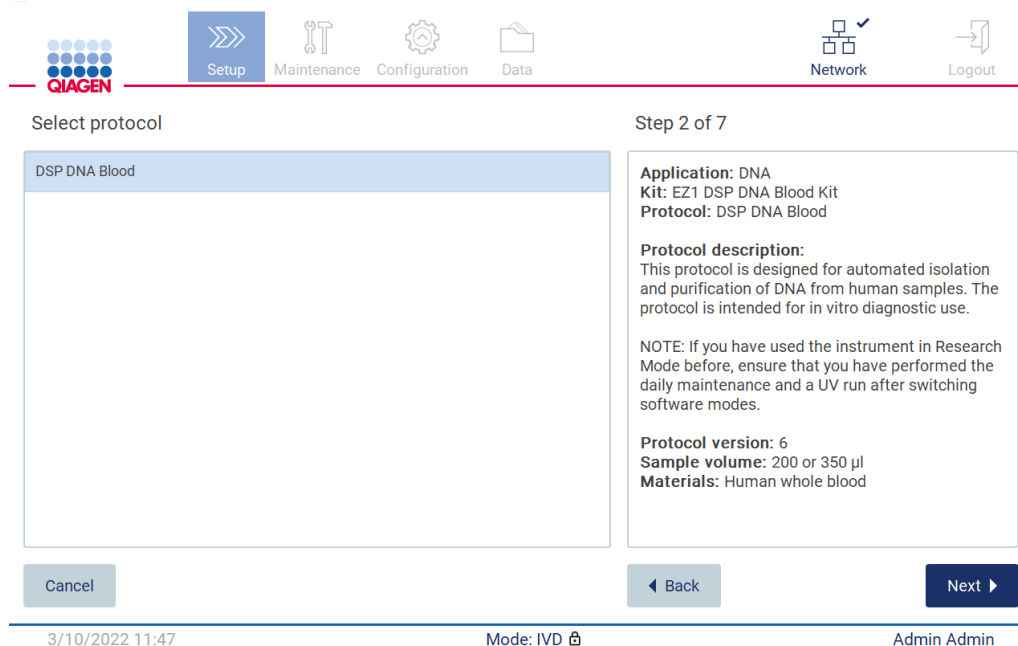 Setup
Maintenance
Configuration
Data
Network
Logout
QIAGEN
Select protocol
Step 2 of 7
DSP DNA Blood
Application: DNA
Kit: EZ1 DSP DNA Blood Kit
Protocol: DSP DNA Blood
Protocol description:
This protocol is designed for automated isolation
and purification of DNA from human samples. The
protocol is intended for in vitro diagnostic use.
NOTE: If you have used the instrument in Research
Mode before, ensure that you have performed the
daily maintenance and a UV run after switching
software modes.
Protocol version: 6
Sample volume: 200 or 350 µl
Materials: Human whole blood
Cancel
Back
Next
3/10/2022 11:47
Mode: IVD
Admin Admin